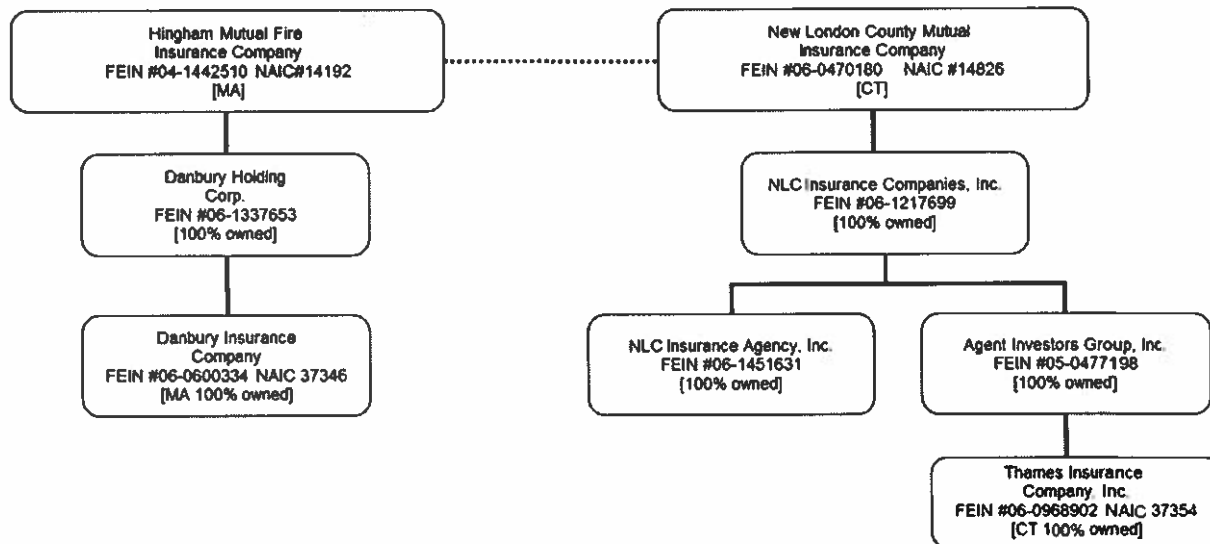 Hingham Mutual Fire
Insurance Company
FEIN #04-1442510 NAIC#14192
[MA]
New London County Mutual
Insurance Company
FEIN #06-0470180 NAIC #14826
[CT]
Danbury Holding
Corp.
FEIN #06-1337653
[100% owned]
NLC Insurance Companies, Inc.
FEIN #06-1217699
[100% owned]
Danbury Insurance
Company
FEIN #06-0600334 NAIC 37346
[MA 100% owned]
NLC Insurance Agency, Inc.
FEIN #06-1451631
[100% owned]
Agent Investors Group, Inc.
FEIN #05-0477198
[100% owned]
Thames Insurance
Company, Inc.
FEIN #06-0968902 NAIC 37354
[CT 100% owned]